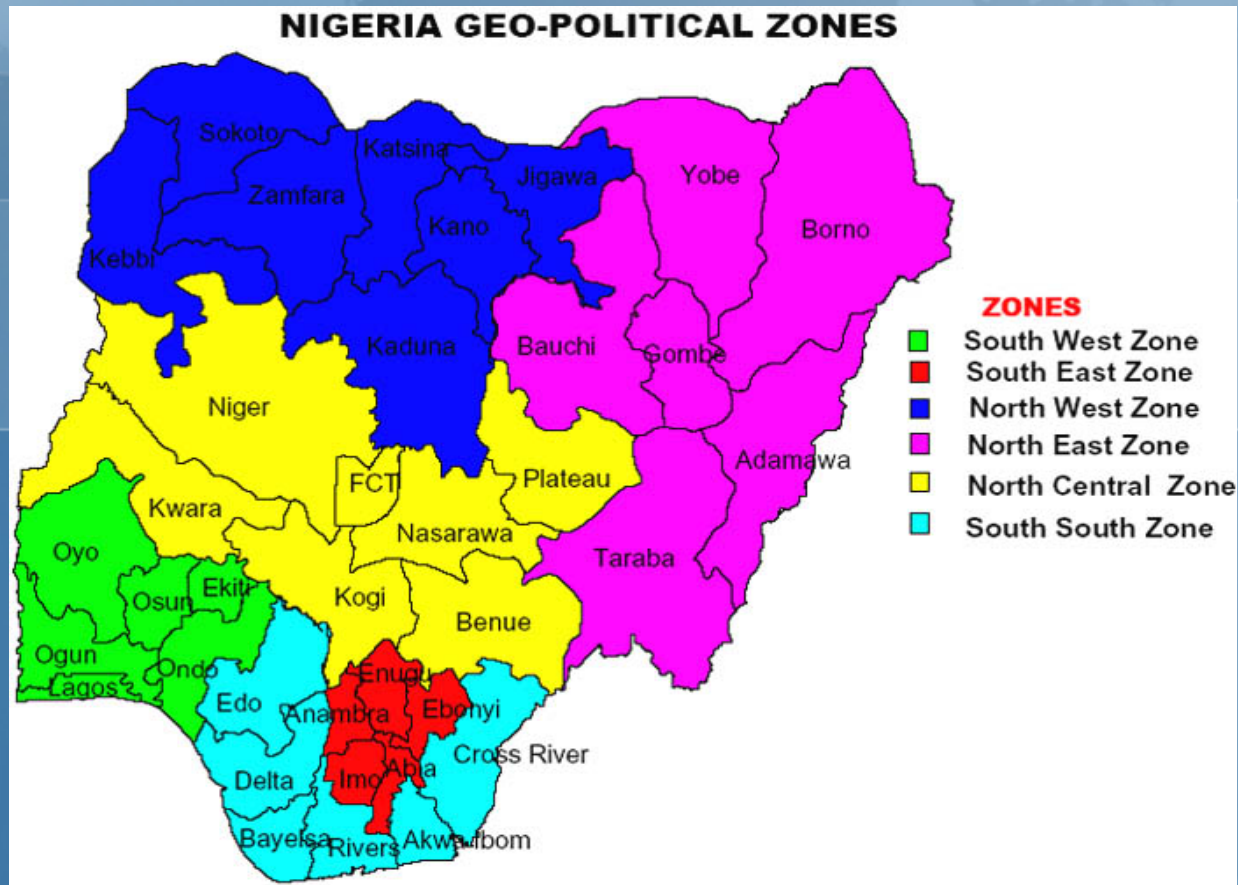 NIGERIA GEO-POLITICAL ZONES
Sokoto
Katsina
Jigawa
Yobe
Zamfara
Kano
Borno
Kebbi
Kaduna
Bauchi
Gombe
Niger
Adamawa
FCT
Plateau
Kwara
Nasarawa
Oyo
Taraba
Ekiti
Osun
Kogi
Benue
Ogun
Ondo
Enugu
Lagos
Edo
Anambra
Ebonyi
Cross River
Delta
Imo
Abia
Bayelsa
Rivers
Akwa-Ibom
ZONES
South West Zone
South East Zone
North West Zone
North East Zone
North Central Zone
South South Zone